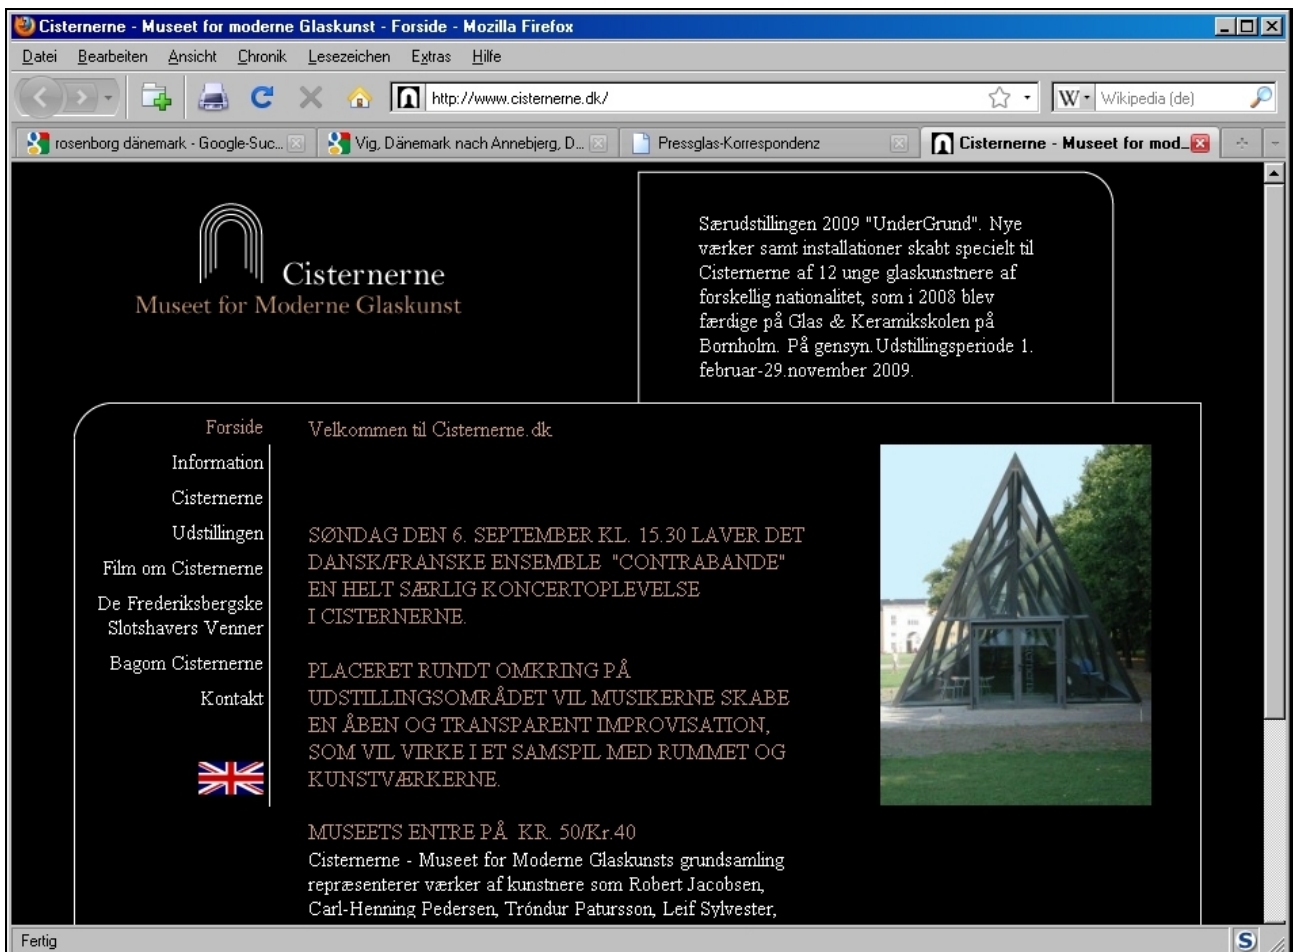 Cisternerne - Museet for moderne Glaskunst - Forside - Mozilla Firefox
Datei Bearbeiten Ansicht Chronik Lesezeichen Extras Hilfe
http://www.cisternerne.dk/
W Wikipedia (de)
rosenborg dänemark - Google-Suc...
Vig, Dänemark nach Annebjerg, D...
Pressglas-Korrespondenz
Cisternerne - Museet for mod...
Cisternerne
Museet for Moderne Glaskunst
Særudstillingen 2009 "UnderGrund". Nye
værker samt installationer skabt specielt til
Cisternerne af 12 unge glaskunstnere af
forskellig nationalitet, som i 2008 blev
færdige på Glas & Keramikskolen på
Bornholm. På gensyn.Udstillingsperiode 1.
februar-29.november 2009.
Forside
Information
Cisternerne
Udstillingen
Film om Cisternerne
De Frederiksbergske
Slotshavers Venner
Bagom Cisternerne
Kontakt
Velkommen til Cisternerne.dk
SØNDAG DEN 6. SEPTEMBER KL. 15.30 LAVER DET
DANSK/FRANSKE ENSEMBLE "CONTRABANDE"
EN HELT SÆRLIG KONCERTOPLEVELSE
I CISTERNERNE.
PLACERET RUNDT OMKRING PÅ
UDSTILLINGSOMRÅDET VIL MUSIKERNE SKABE
EN ÅBEN OG TRANSPARENT IMPROVISATION,
SOM VIL VIRKE I ET SAMSPIL MED RUMMET OG
KUNSTVÆRKERNE.
MUSEETS ENTRE PÅ KR. 50/Kr.40
Cisternerne - Museet for Moderne Glaskunsts grundsamling
repræsenterer værker af kunstnere som Robert Jacobsen,
Carl-Henning Pedersen, Tróndur Patursson, Leif Sylvester,
Fertig
S